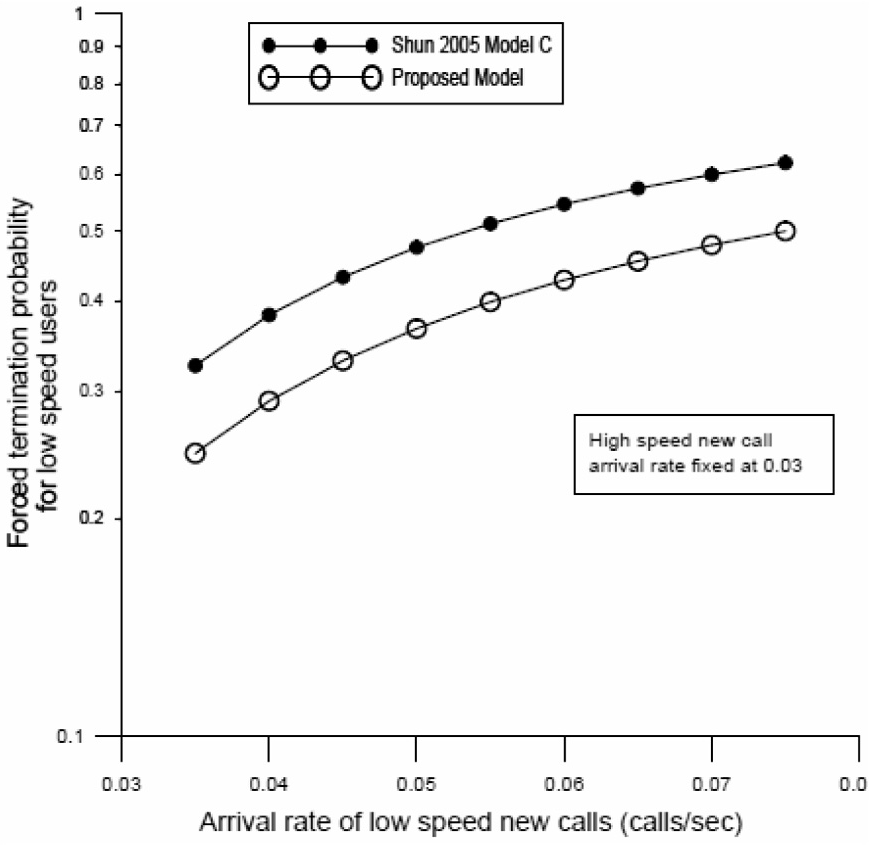 1
0.9
0.8
0.7
0.6
0.5
0.4
0.3
0.2
0.1
Forced termination probability
for low speed users
Shun 2005 Model C
Proposed Model
High speed new call
arrival rate fixed at 0.03
0.03
0.04
0.05
0.06
0.07
0.0
Arrival rate of low speed new calls (calls/sec)